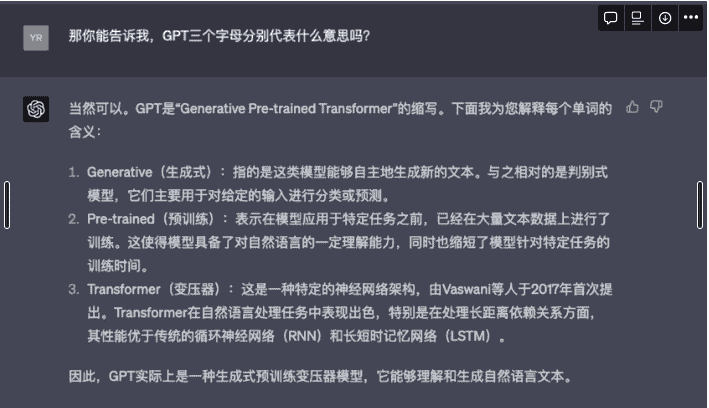 YR
那你能告诉我，GPT三个字母分别代表什么意思吗？
当然可以。GPT是“Generative Pre-trained Transformer”的缩写。下面我为您解释每个单词的
含义：
1. Generative（生成式）：指的是这类模型能够自主地生成新的文本。与之相对的是判别式
模型，它们主要用于对给定的输入进行分类或预测。
2. Pre-trained（预训练）：表示在模型应用于特定任务之前，已经在大量文本数据上进行了
训练。这使得模型具备了对自然语言的一定理解能力，同时也缩短了模型针对特定任务的
训练时间。
3. Transformer（变压器）：这是一种特定的神经网络架构，由Vaswani等人于2017年首次提
出。Transformer在自然语言处理任务中表现出色，特别是在处理长距离依赖关系方面，
其性能优于传统的循环神经网络（RNN）和长短时记忆网络（LSTM）。
因此，GPT实际上是一种生成式预训练变压器模型，它能够理解和生成自然语言文本。